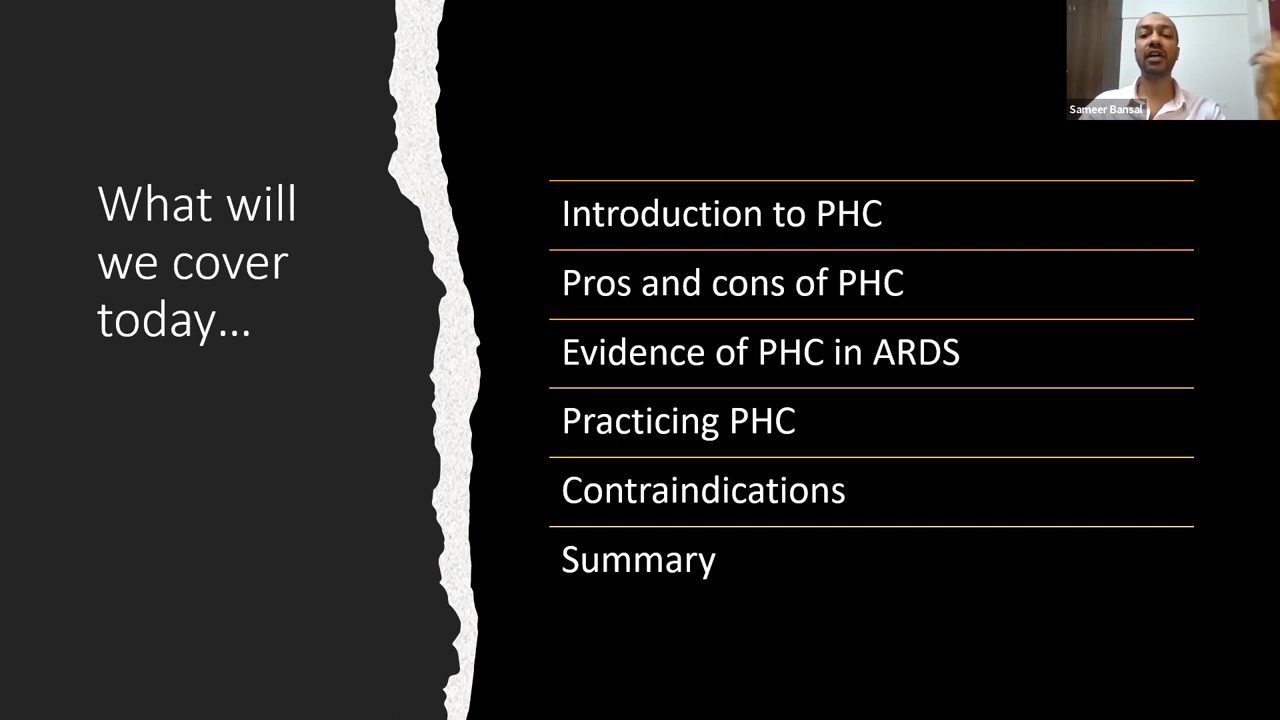 What will
we cover
today...
Sameer Bansal
Introduction to PHC
Pros and cons of PHC
Evidence of PHC in ARDS
Practicing PHC
Contraindications
Summary